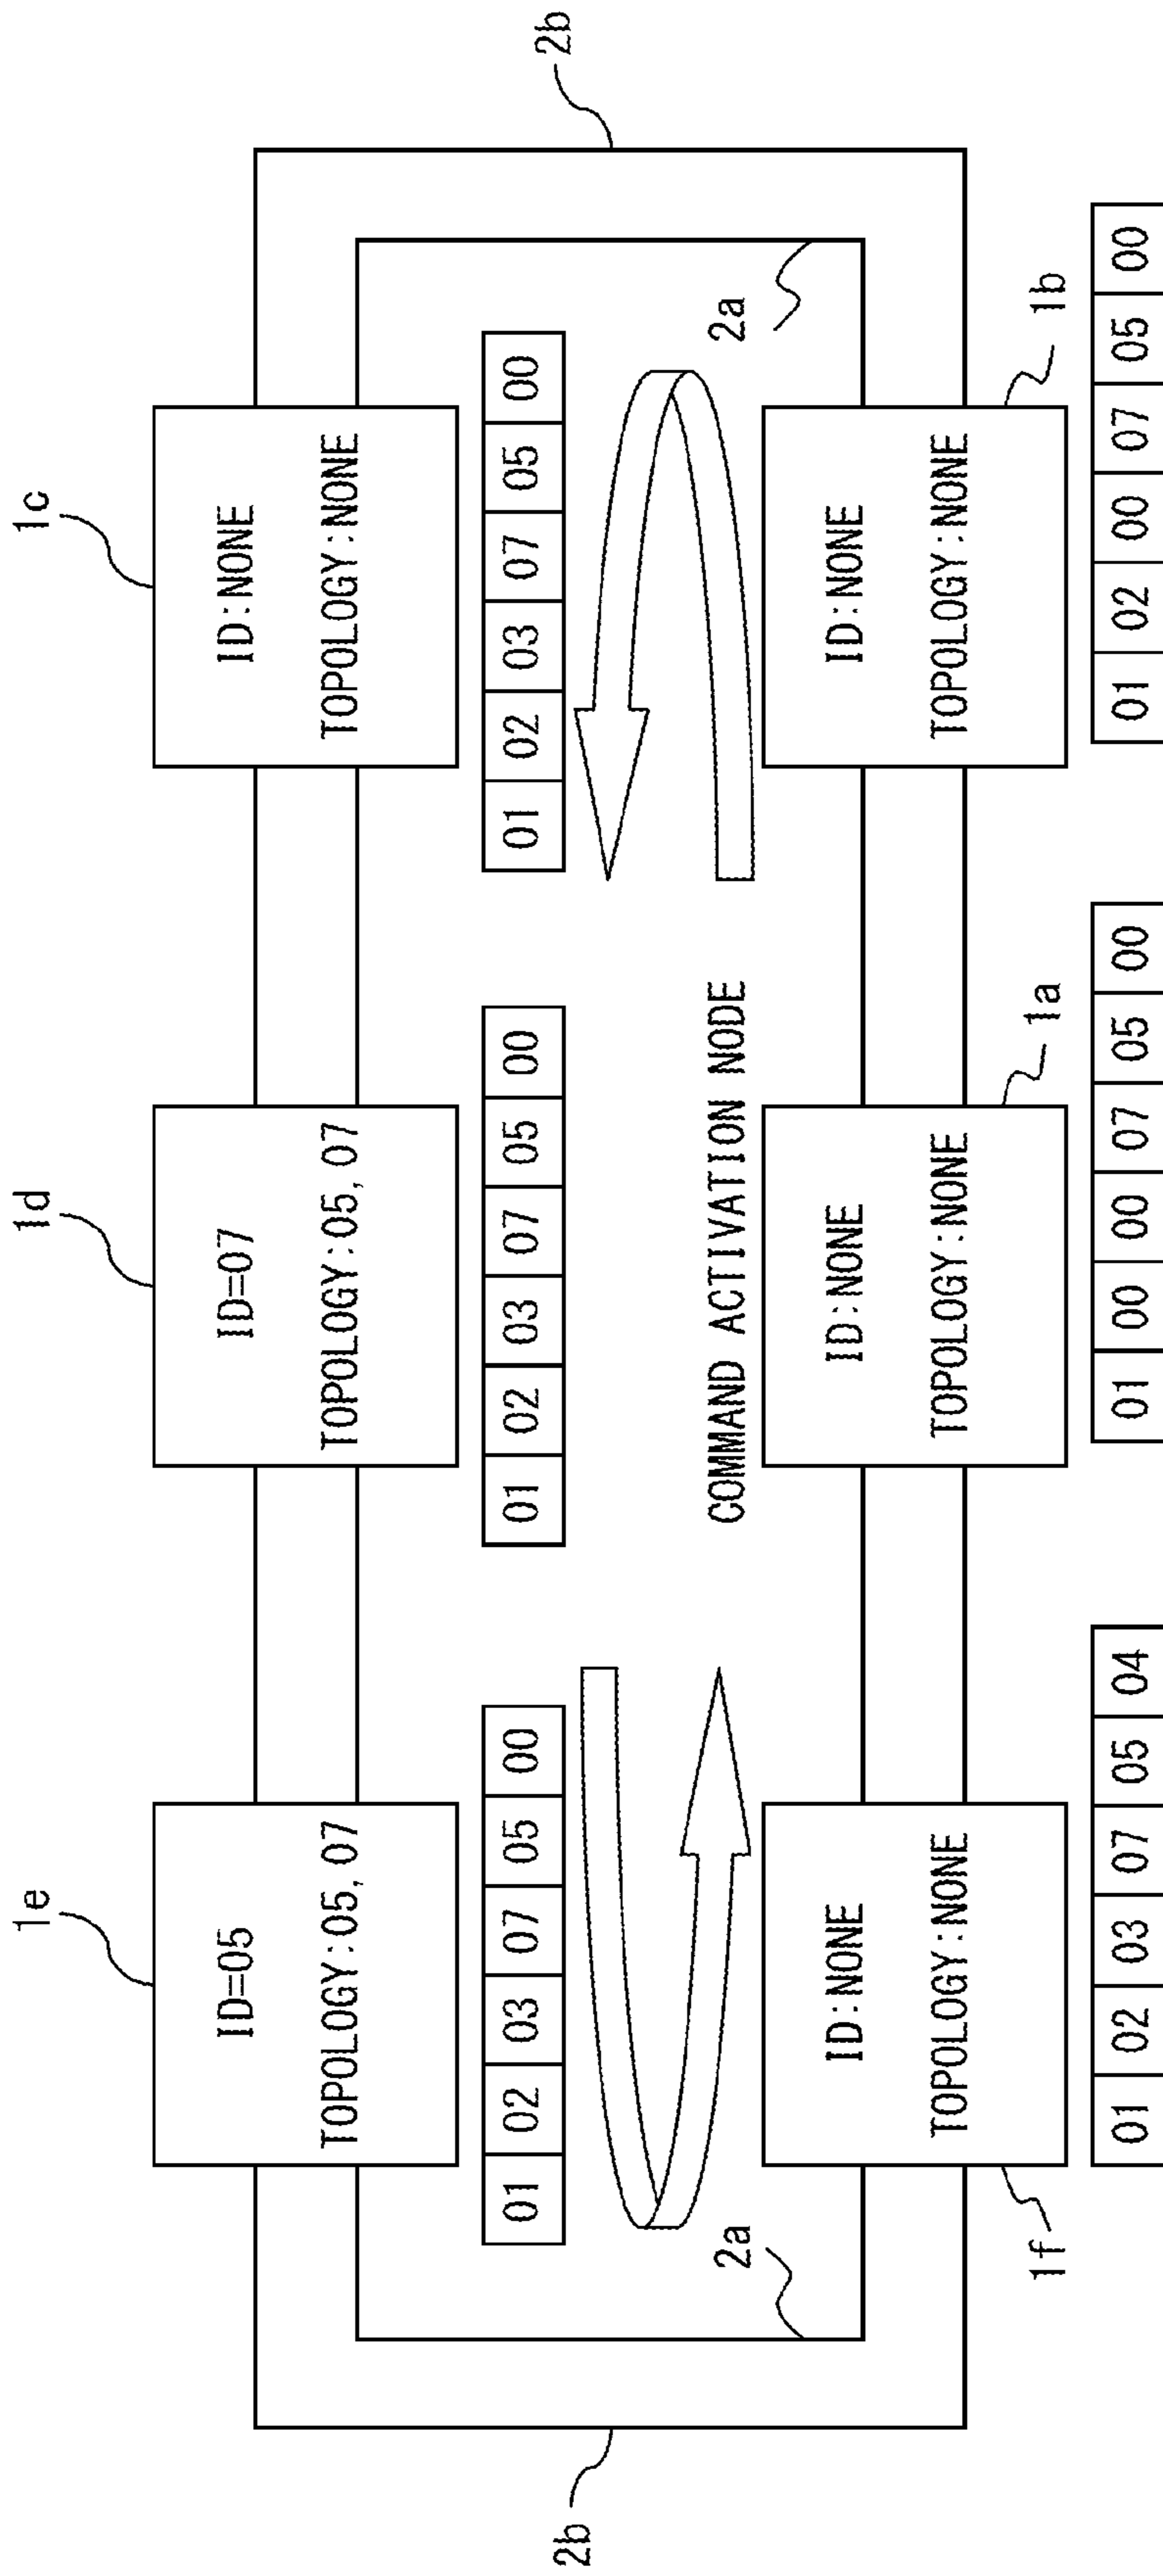 1e
1d
1c
ID=05
TOPOLOGY:05, 07
ID=07
TOPOLOGY:05, 07
ID:NONE
TOPOLOGY:NONE
2b
2b
01 02 03 07 05 00
01 02 03 07 05 00
01 02 03 07 05 00
2a
COMMAND ACTIVATION NODE
2a
ID:NONE
TOPOLOGY:NONE
ID:NONE
TOPOLOGY:NONE
ID:NONE
TOPOLOGY:NONE
1f
1a
1b
01 02 03 07 05 04
01 00 00 07 05 00
01 02 00 07 05 00